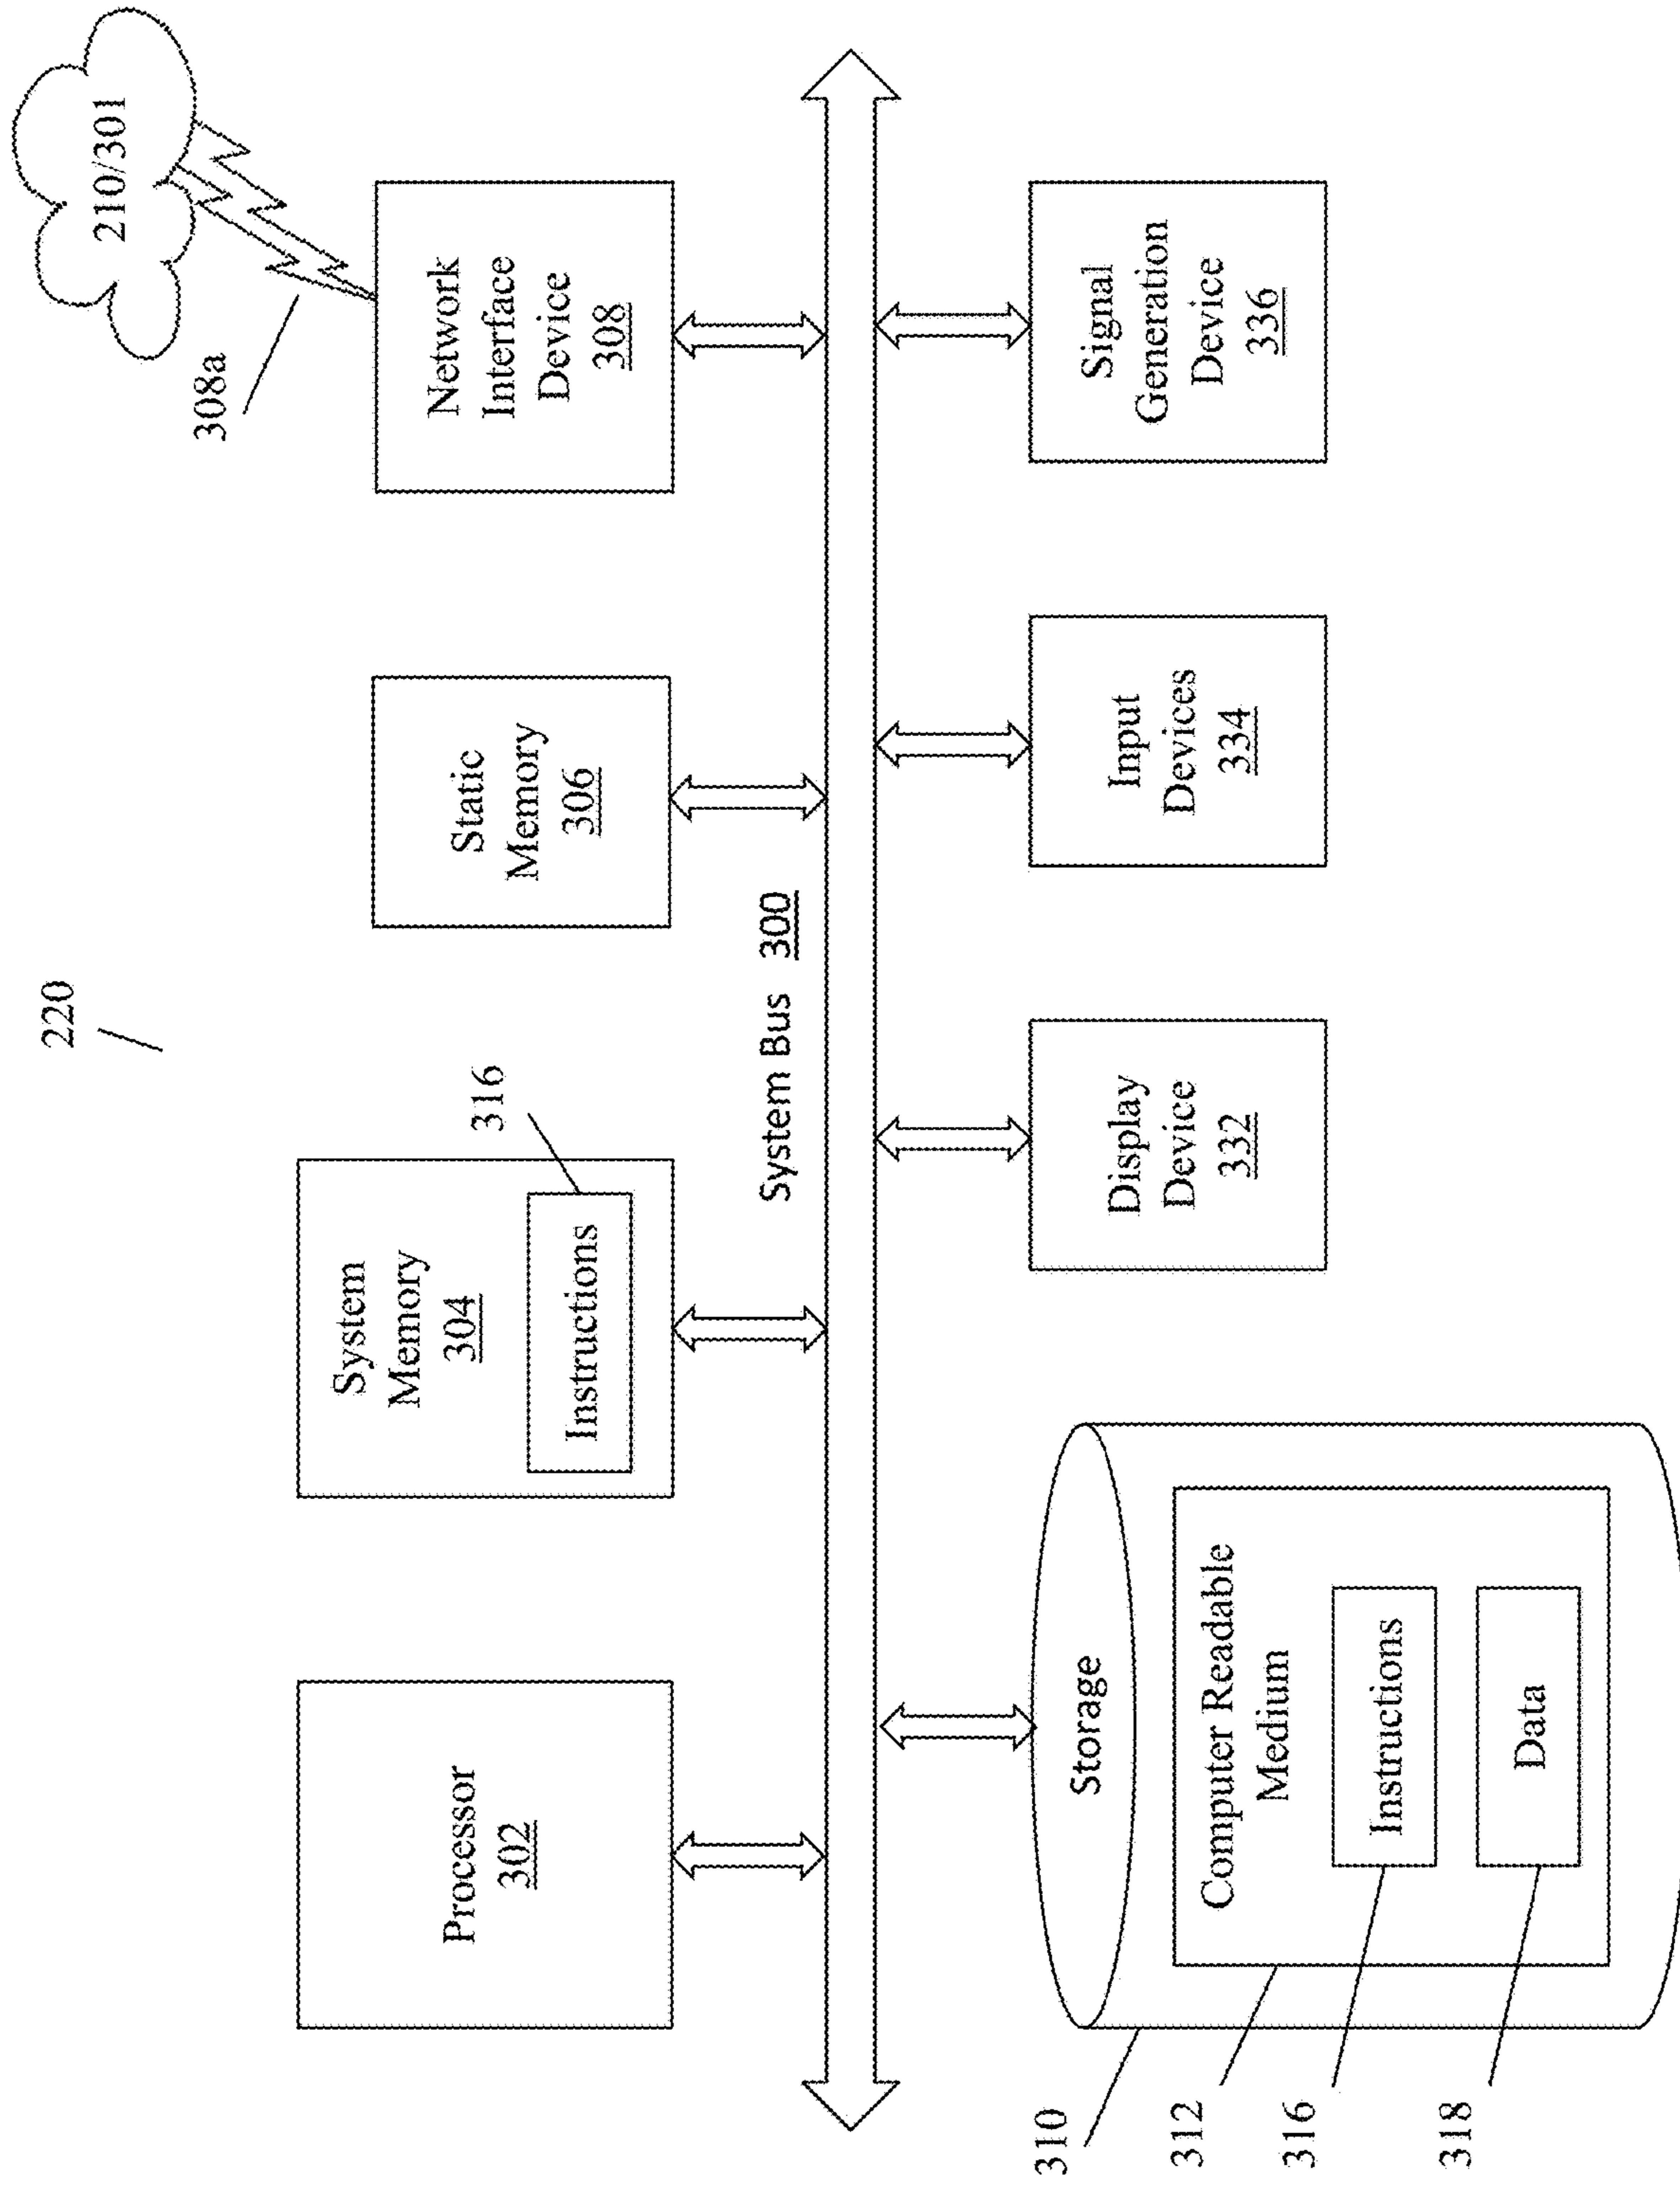 220
210/301
308a
Processor
302
System
Memory
304
316
Instructions
Static
Memory
306
Network
Interface
Device
308
System Bus 300
Storage
Computer Readable
Medium
Instructions
Data
310
312
316
318
Display
Device
332
Input
Devices
334
Signal
Generation
Device
336